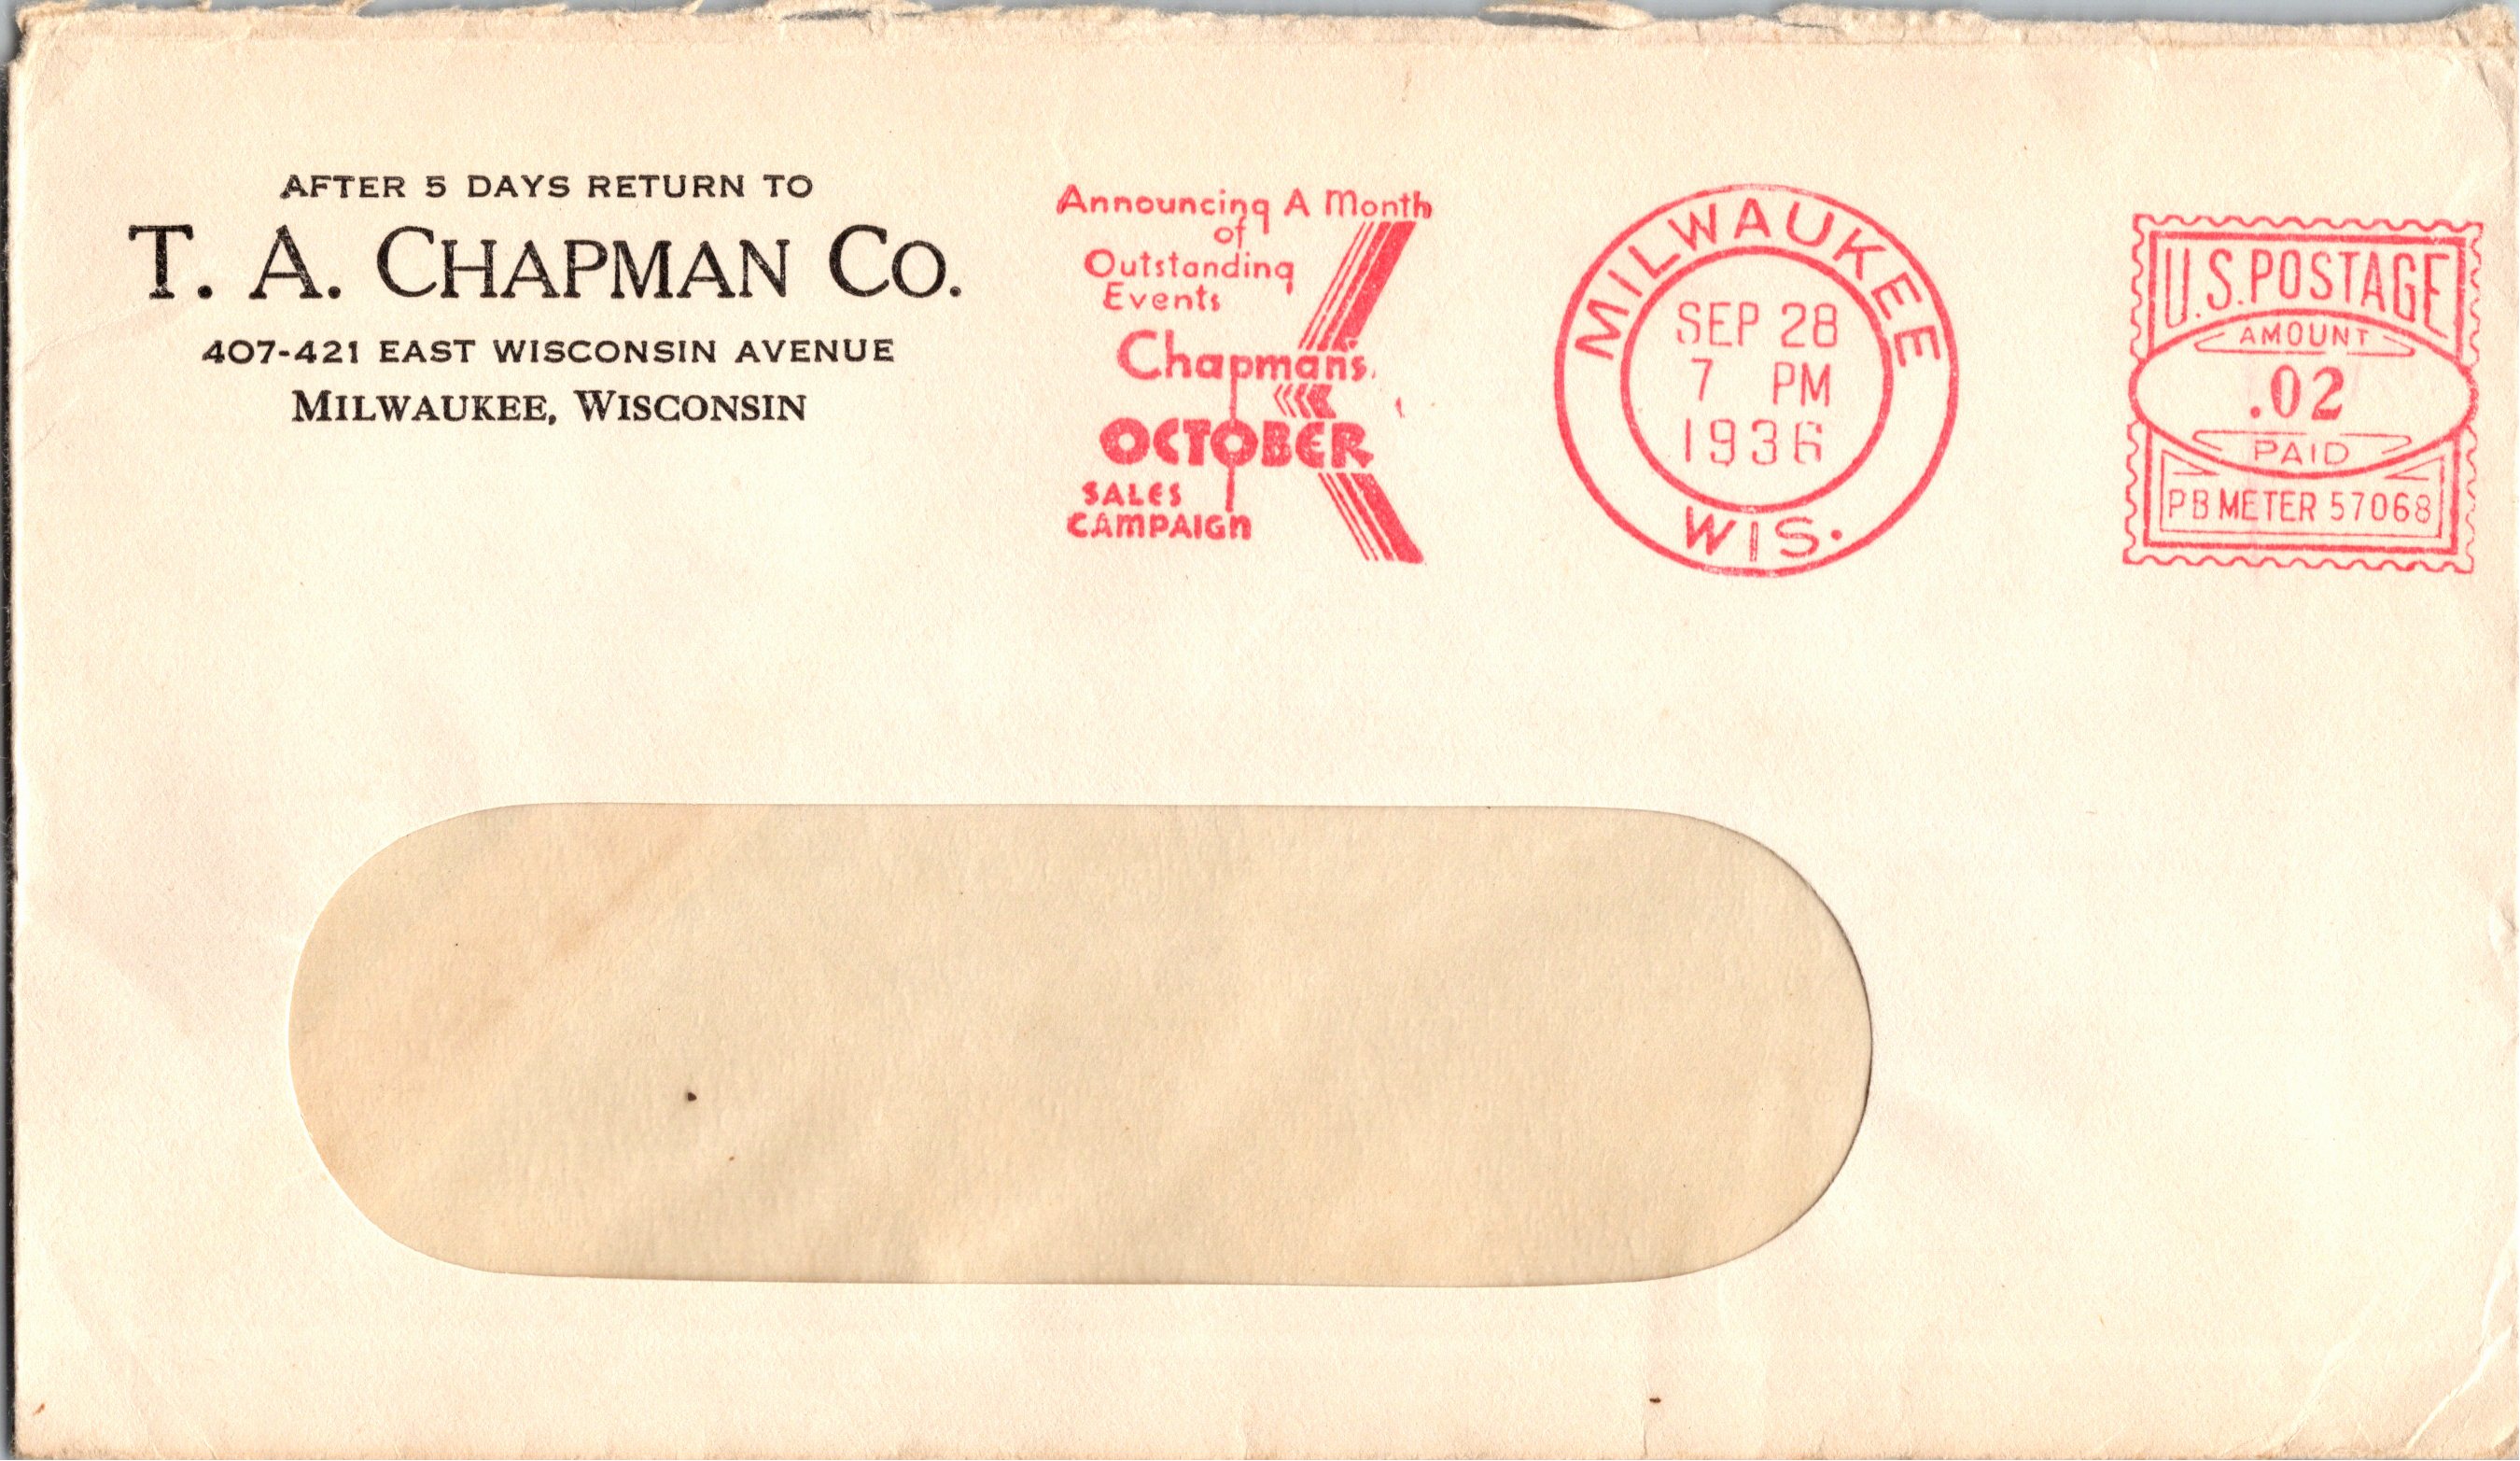 AFTER 5 DAYS RETURN TO
T. A. CHAPMAN CO.
407-421 EAST WISCONSIN AVENUE
MILWAUKEE, WISCONSIN
Announcing A Month
of
Outstanding
Events
Chapman's
OCTOBER
SALES
CAMPAIGN
MILWAUKEE
SEP 28
7 PM
1936
WIS.
U.S. POSTAGE
AMOUNT
.02
PAID
PB METER 57068